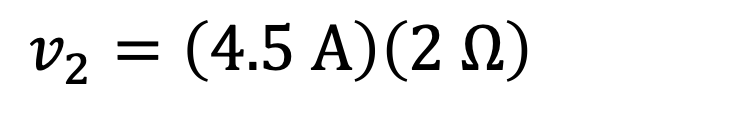 𝑣₂ = (4.5 A)(2 Ω)